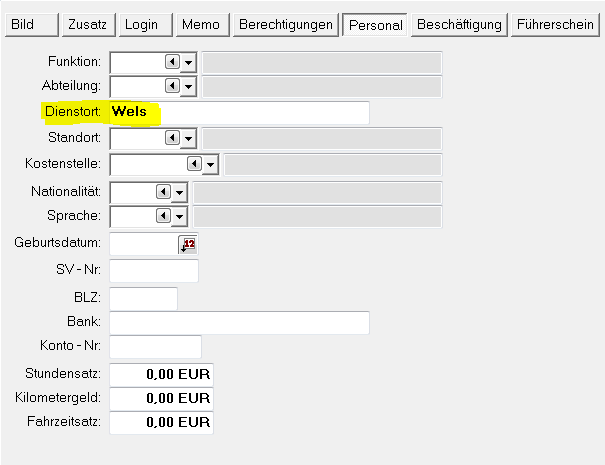 Bild Zusatz Login Memo Berechtigungen Personal Beschäftigung Führerschein
Funktion:
Abteilung:
Dienstort: Wels
Standort:
Kostenstelle:
Nationalität:
Sprache:
Geburtsdatum: 12
SV - Nr:
BLZ:
Bank:
Konto - Nr:
Stundensatz: 0,00 EUR
Kilometergeld: 0,00 EUR
Fahrzeitsatz: 0,00 EUR